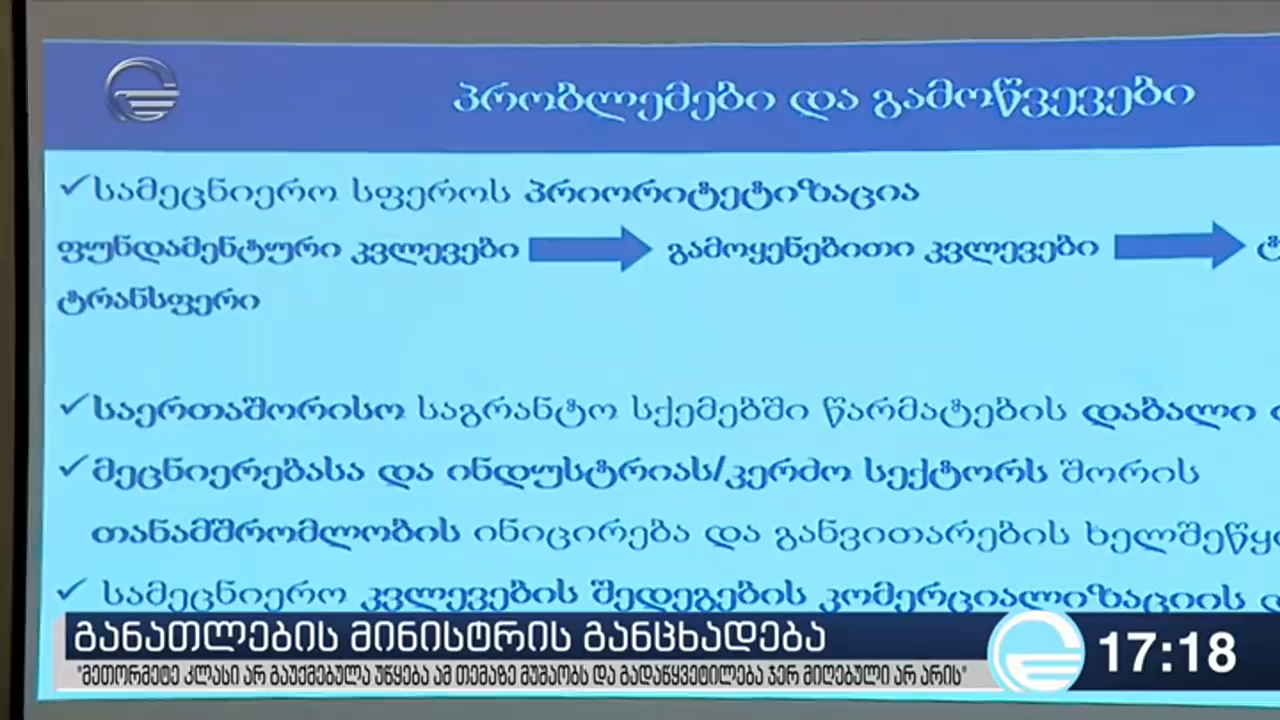 პრობლემები და გამოწვევები
✓სამეცნიერო სფეროს პრიორიტეტიზაცია
ფუნდამენტური კვლევები გამოყენებითი კვლევები
ტრანსფერი
✓საერთაშორისო საგრანტო სქემებში წარმატების დაბალი
✓მეცნიერებასა და ინდუსტრიას/კერძო სექტორს შორის
თანამშრომლობის ინიცირება და განვითარების
✓ სამეცნიერო კვლევების შედეგების კომერციალიზაციის
განათლების მინისტრის განცხადება
17:18
"მეთორმეტე კლასი არ გაუქმებულა უწყება ამ თემაზე მუშაობს და გადაწყვეტილება ჯერ მიღებული არ არის"